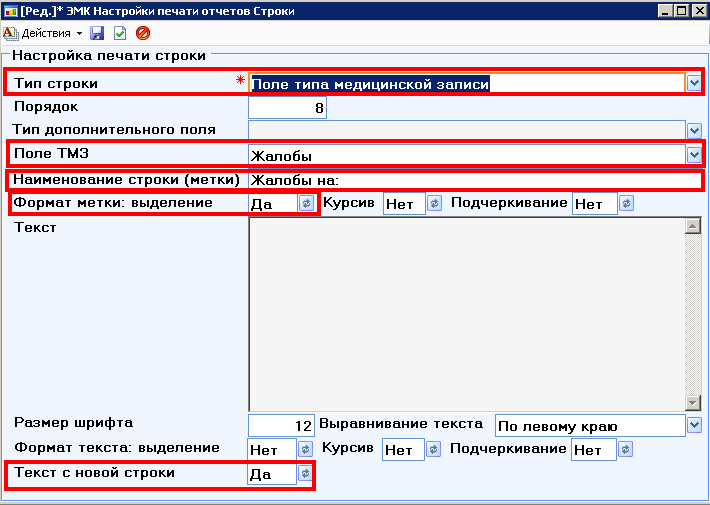 [Ред.]* ЭМК Настройки печати отчетов Строки
Действия
Настройка печати строки
Тип строки * Поле типа медицинской записи
Порядок 8
Тип дополнительного поля
Поле ТМЗ Жалобы
Наименование строки (метки) Жалобы на:
Формат метки: выделение Да Курсив Нет Подчеркивание Нет
Текст
Размер шрифта 12 Выравнивание текста По левому краю
Формат текста: выделение Нет Курсив Нет Подчеркивание Нет
Текст с новой строки Да